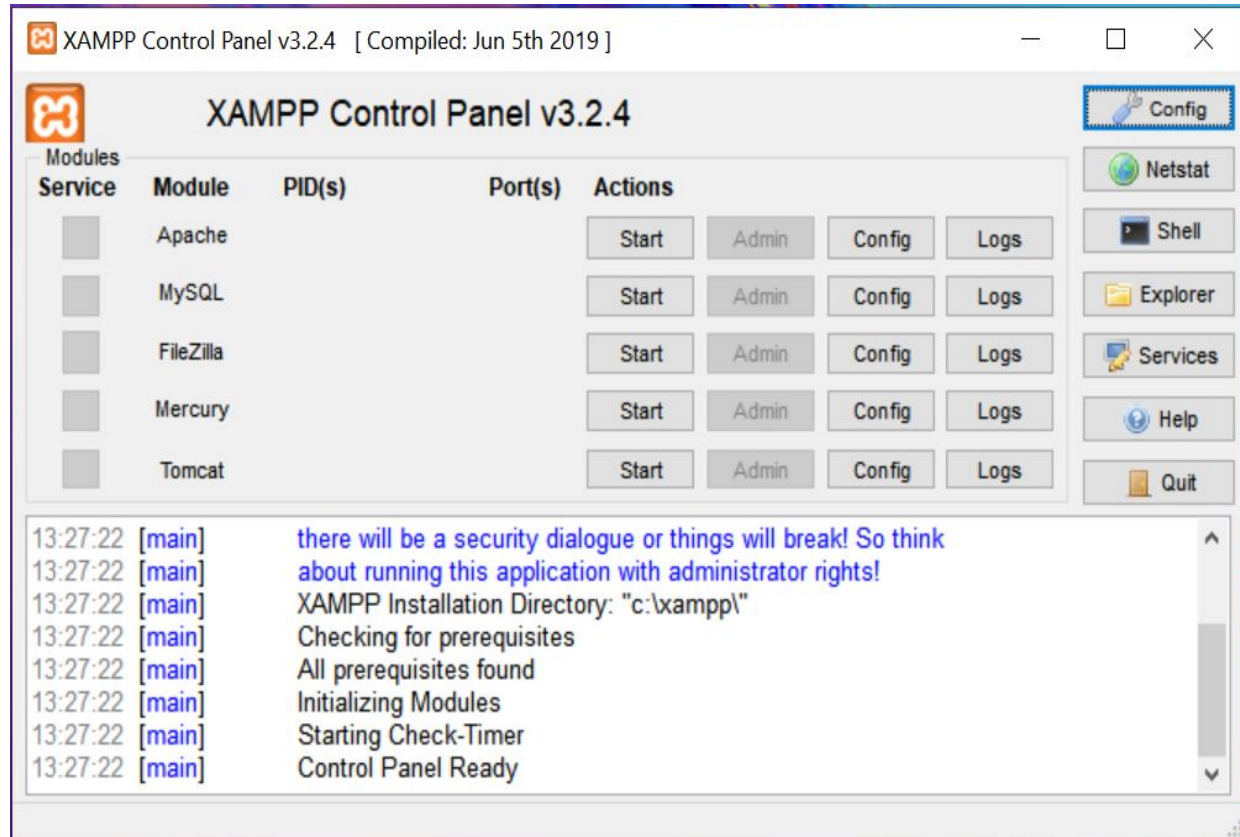 XAMPP Control Panel v3.2.4 [ Compiled: Jun 5th 2019 ]
XAMPP Control Panel v3.2.4
Config
Modules
Service Module PID(s) Port(s) Actions
Netstat
Apache Start Admin Config Logs
Shell
MySQL Start Admin Config Logs
Explorer
FileZilla Start Admin Config Logs
Services
Mercury Start Admin Config Logs
Help
Tomcat Start Admin Config Logs
Quit
13:27:22 [main] there will be a security dialogue or things will break! So think
13:27:22 [main] about running this application with administrator rights!
13:27:22 [main] XAMPP Installation Directory: "c:\xampp\"
13:27:22 [main] Checking for prerequisites
13:27:22 [main] All prerequisites found
13:27:22 [main] Initializing Modules
13:27:22 [main] Starting Check-Timer
13:27:22 [main] Control Panel Ready